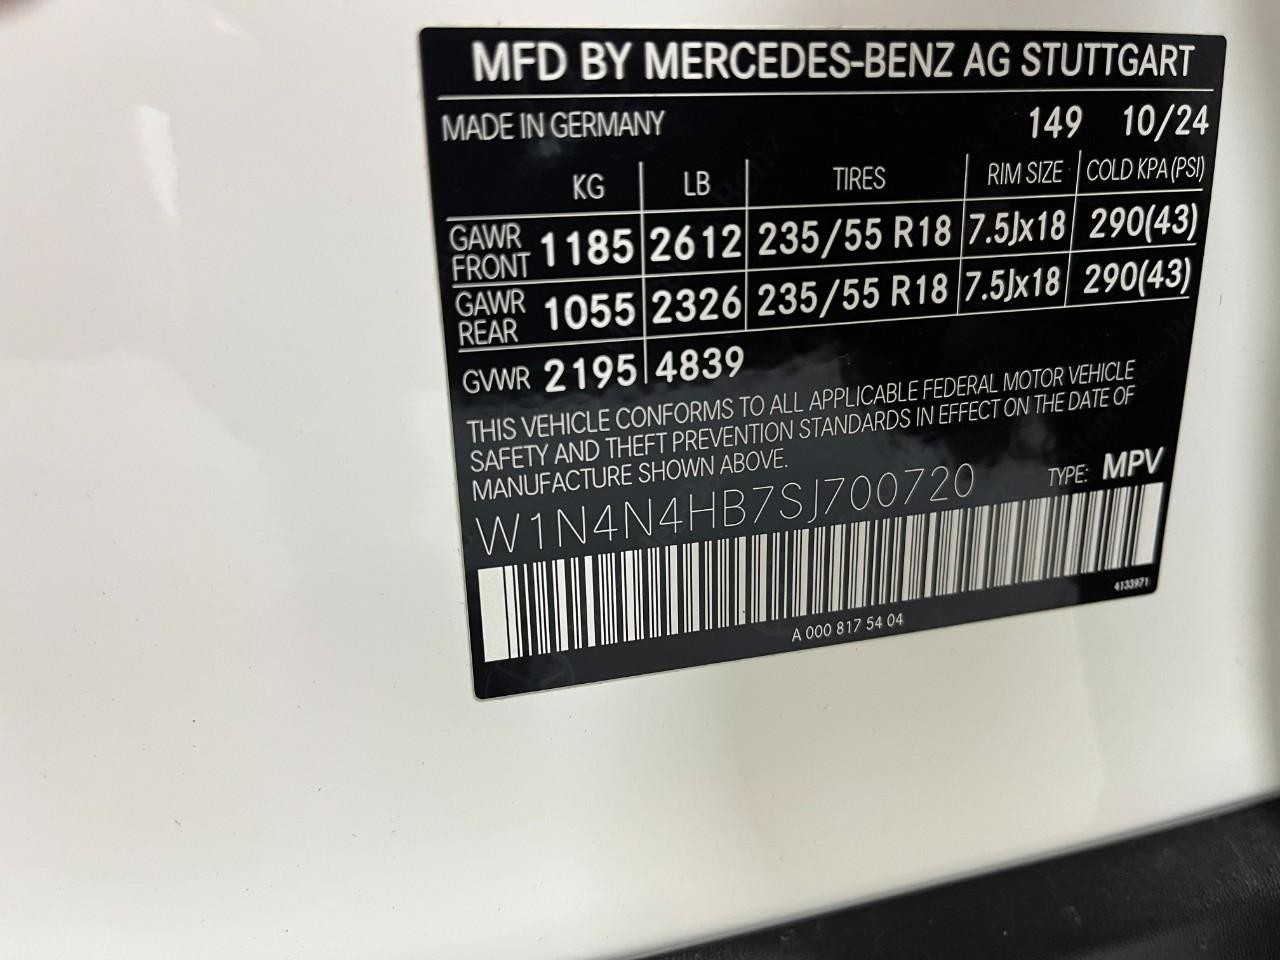 MFD BY MERCEDES-BENZ AG STUTTGART
MADE IN GERMANY 149 10/24
KG LB TIRES RIM SIZE COLD KPA (PSI)
GAWR FRONT 1185 2612 235/55 R18 7.5Jx18 290(43)
GAWR REAR 1055 2326 235/55 R18 7.5Jx18 290(43)
GVWR 2195 4839
THIS VEHICLE CONFORMS TO ALL APPLICABLE FEDERAL MOTOR VEHICLE
SAFETY AND THEFT PREVENTION STANDARDS IN EFFECT ON THE DATE OF
MANUFACTURE SHOWN ABOVE.
W1N4N4HB7SJ700720 TYPE: MPV
4133971
A 000 817 54 04